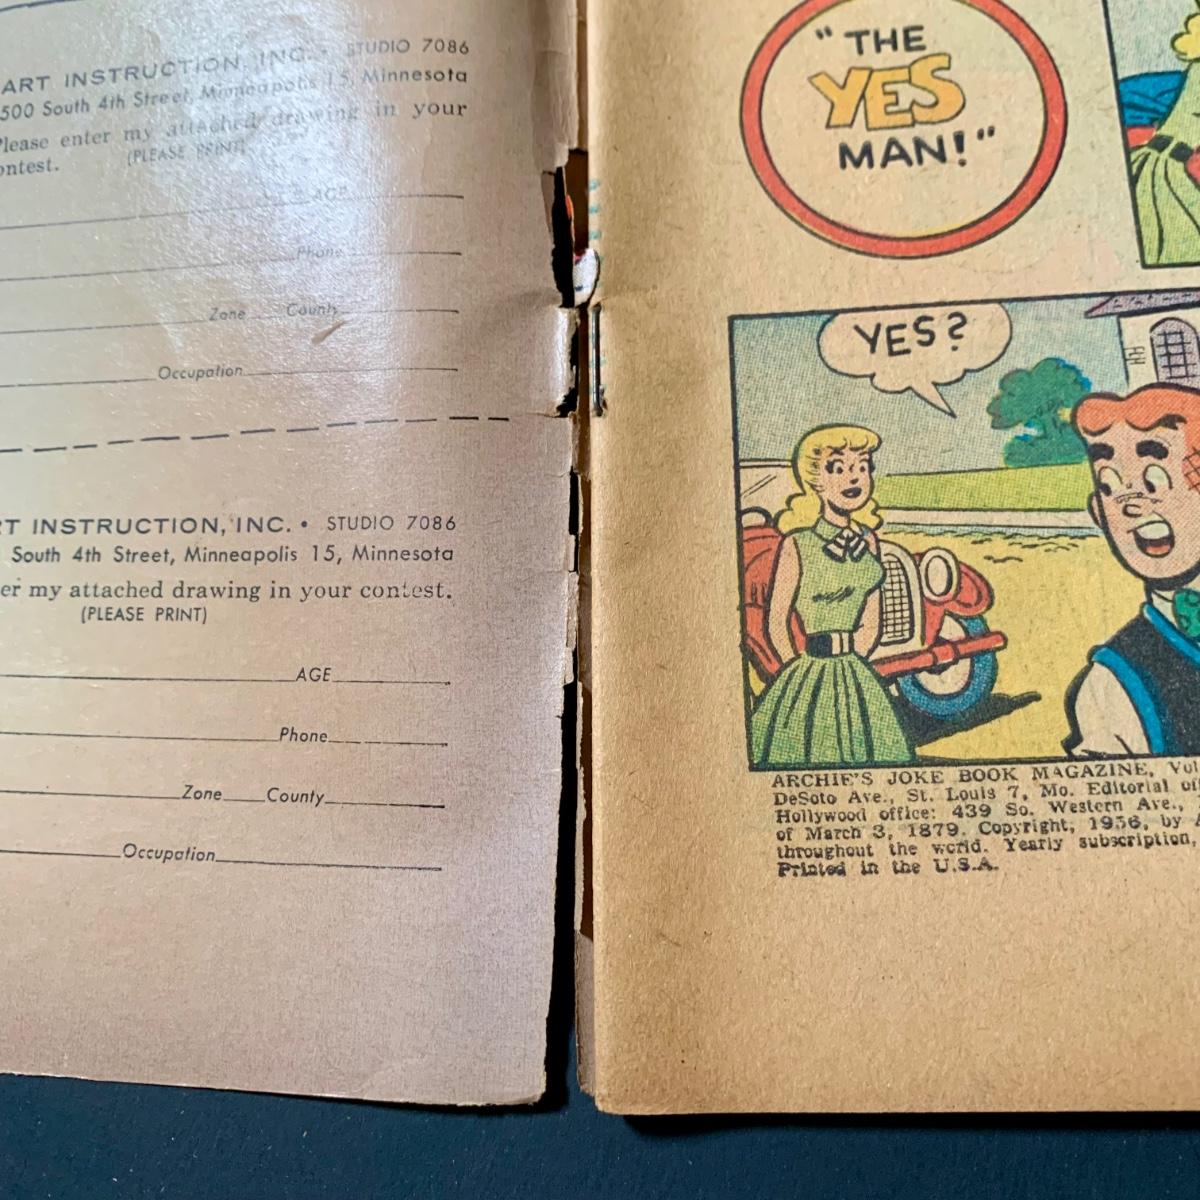 ART INSTRUCTION, INC. • STUDIO 7086
500 South 4th Street, Minneapolis 15, Minnesota
Please enter my attached drawing in your
contest. (PLEASE PRINT)
AGE
Phone
Zone County
Occupation
RT INSTRUCTION, INC. • STUDIO 7086
South 4th Street, Minneapolis 15, Minnesota
er my attached drawing in your contest.
(PLEASE PRINT)
AGE
Phone
Zone County
Occupation
"THE
YES
MAN!"
YES?
ARCHIE'S JOKE BOOK MAGAZINE, Vol
DeSoto Ave., St. Louis 7, Mo. Editorial of
Hollywood office: 439 So. Western Ave.,
of March 3, 1879. Copyright, 1956, by A
throughout the world. Yearly subscription,
Printed in the U.S.A.